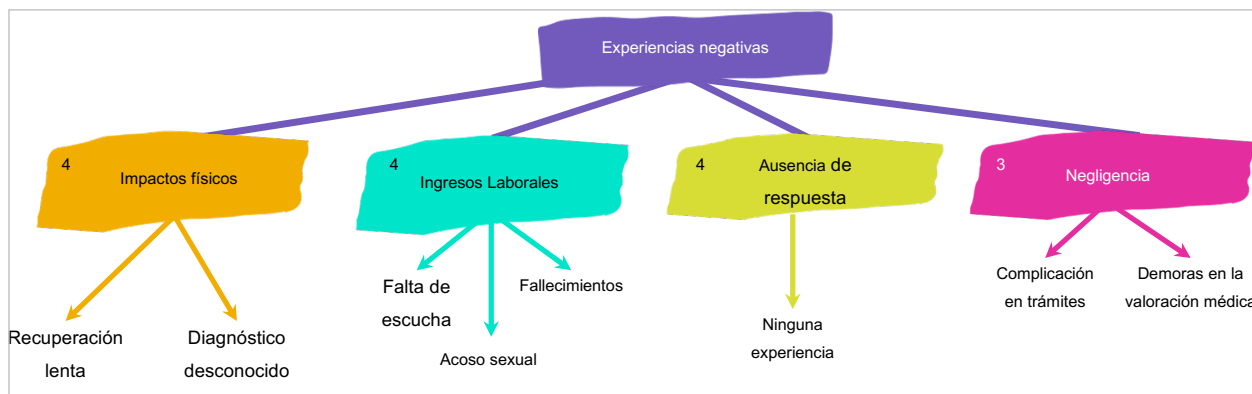 Experiencias negativas
4
Impactos físicos
4
Ingresos Laborales
4
Ausencia de
respuesta
3
Negligencia
Recuperación
lenta
Diagnóstico
desconocido
Falta de
escucha
Acoso sexual
Fallecimientos
Ninguna
experiencia
Complicación
en trámites
Demoras en la
valoración médica